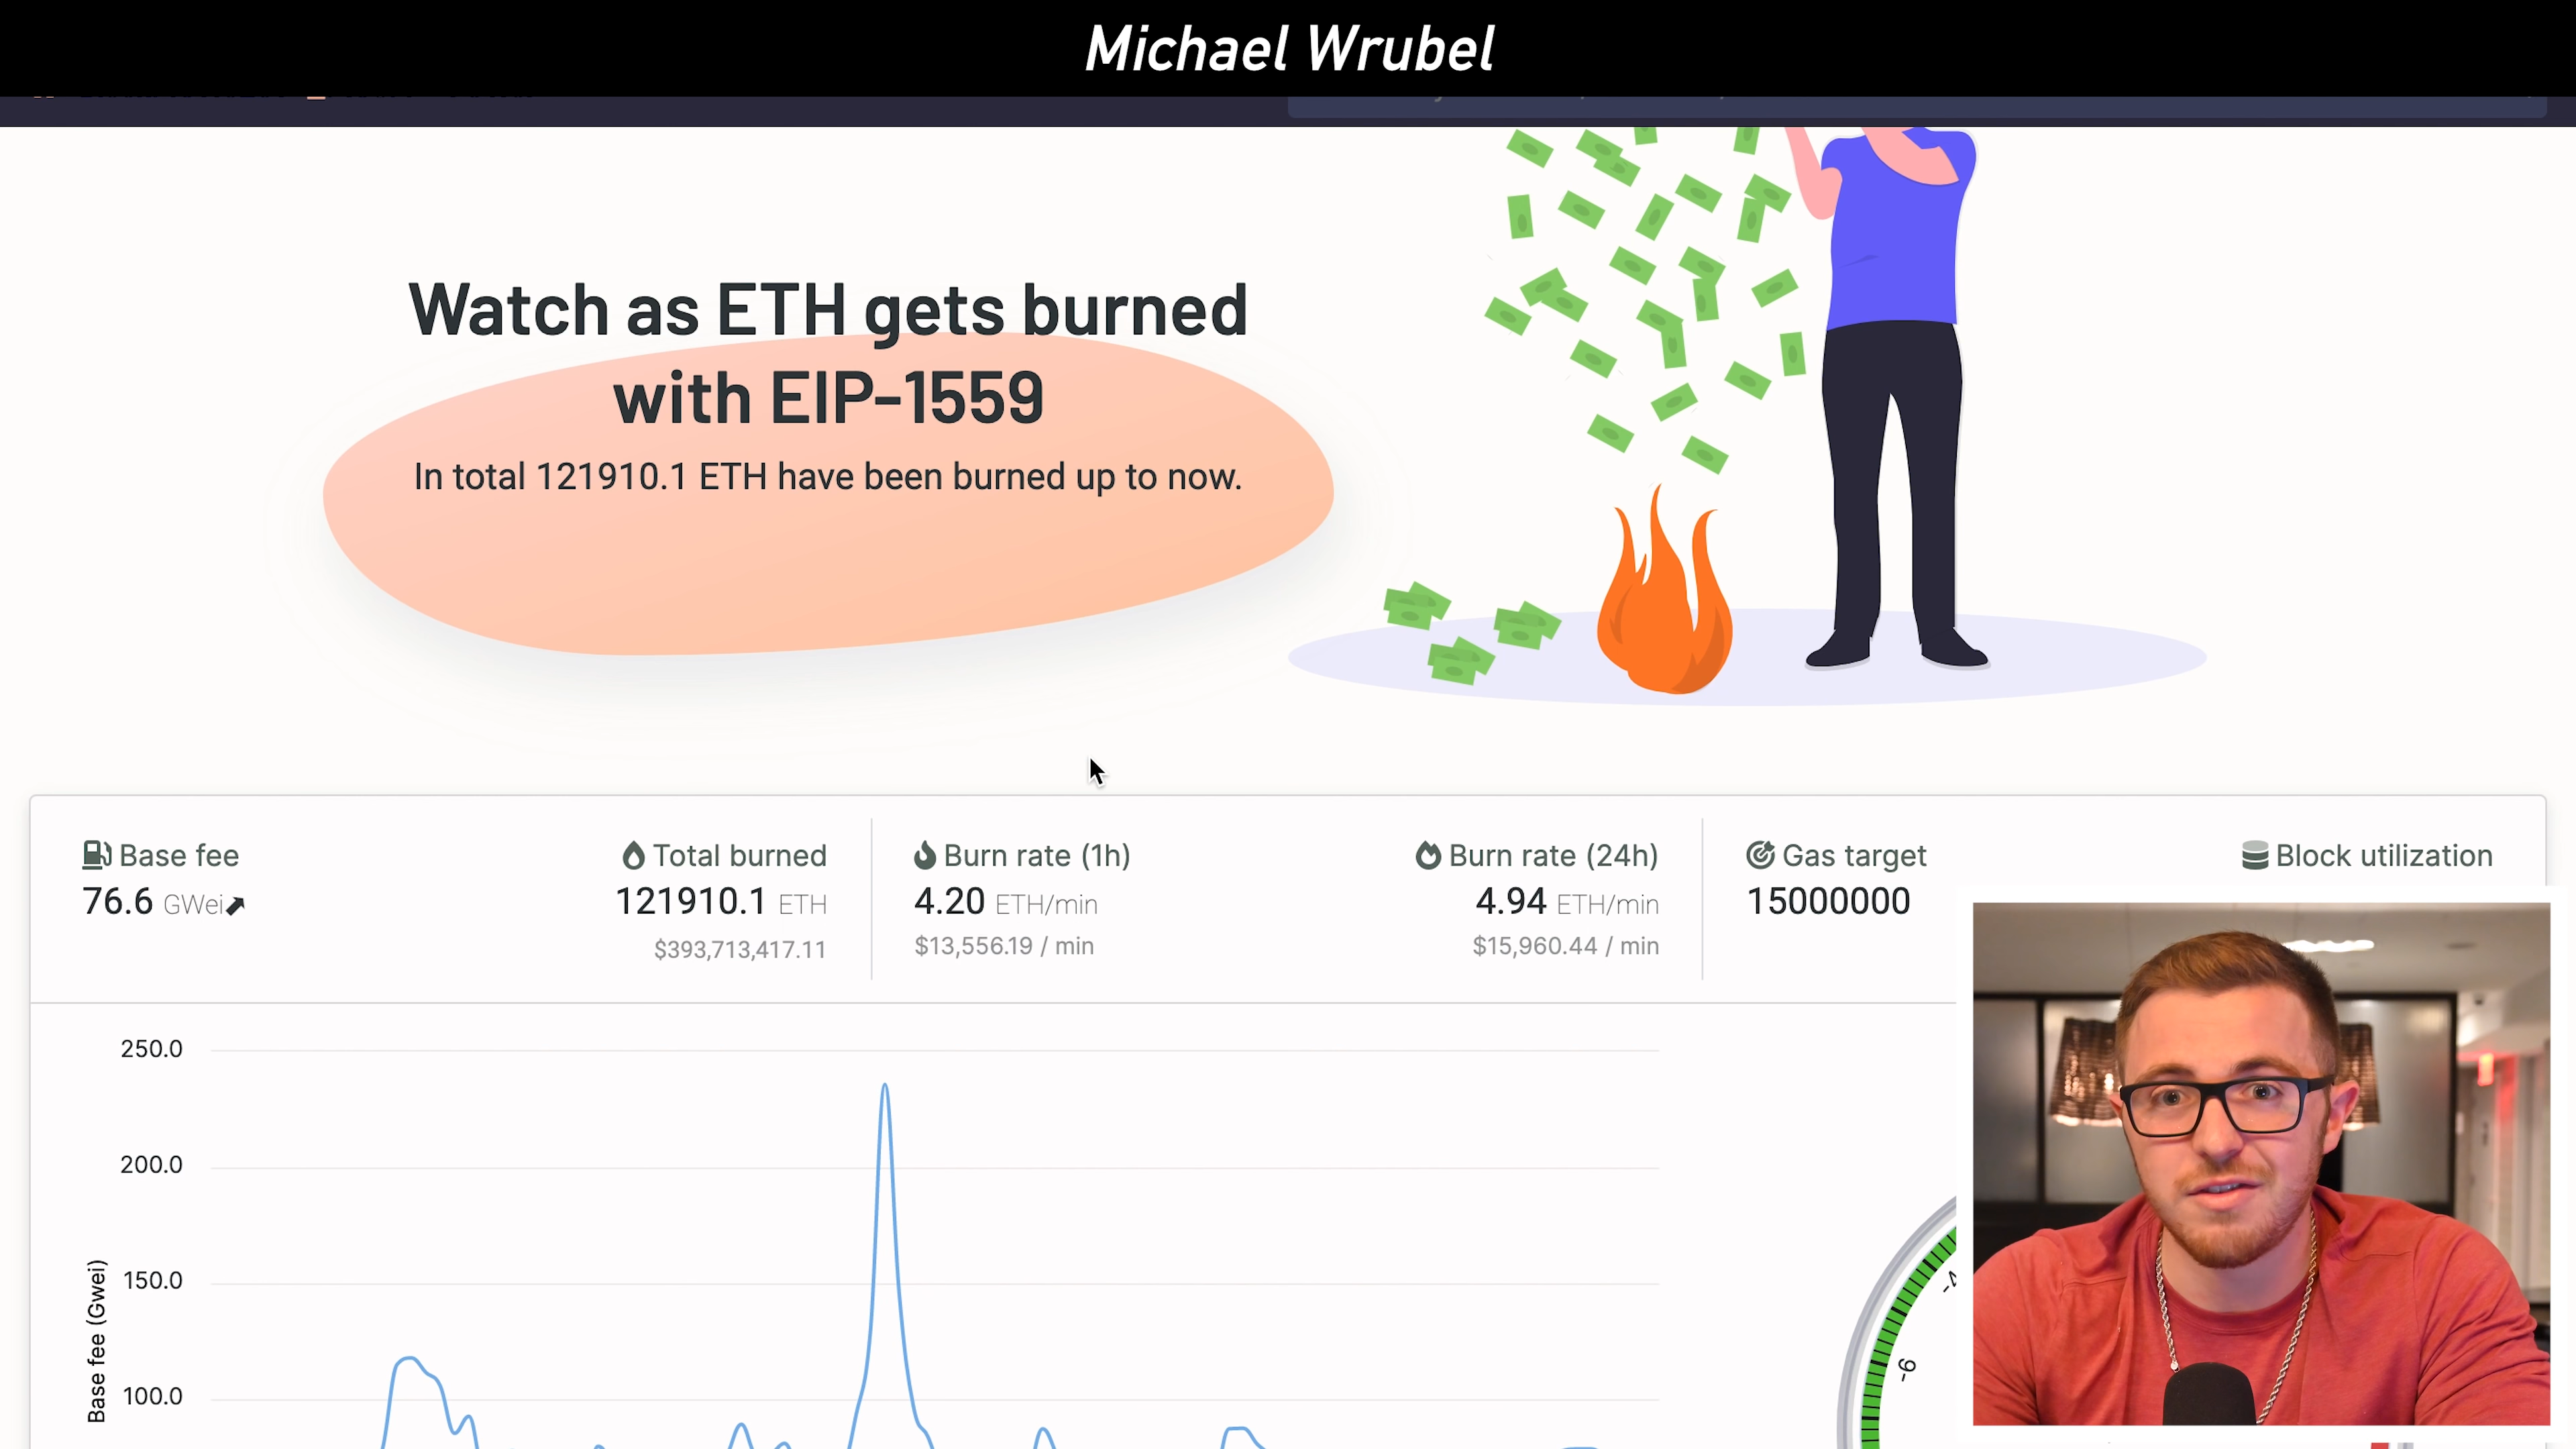 Michael Wrubel
Watch as ETH gets burned
with EIP-1559
In total 121910.1 ETH have been burned up to now.
Base fee
76.6 GWei
Total burned
121910.1 ETH
$393,713,417.11
Burn rate (1h)
4.20 ETH/min
$13,556.19 / min
Burn rate (24h)
4.94 ETH/min
$15,960.44 / min
Gas target
15000000
Block utilization
250.0
200.0
150.0
100.0
Base fee (Gwei)
-6